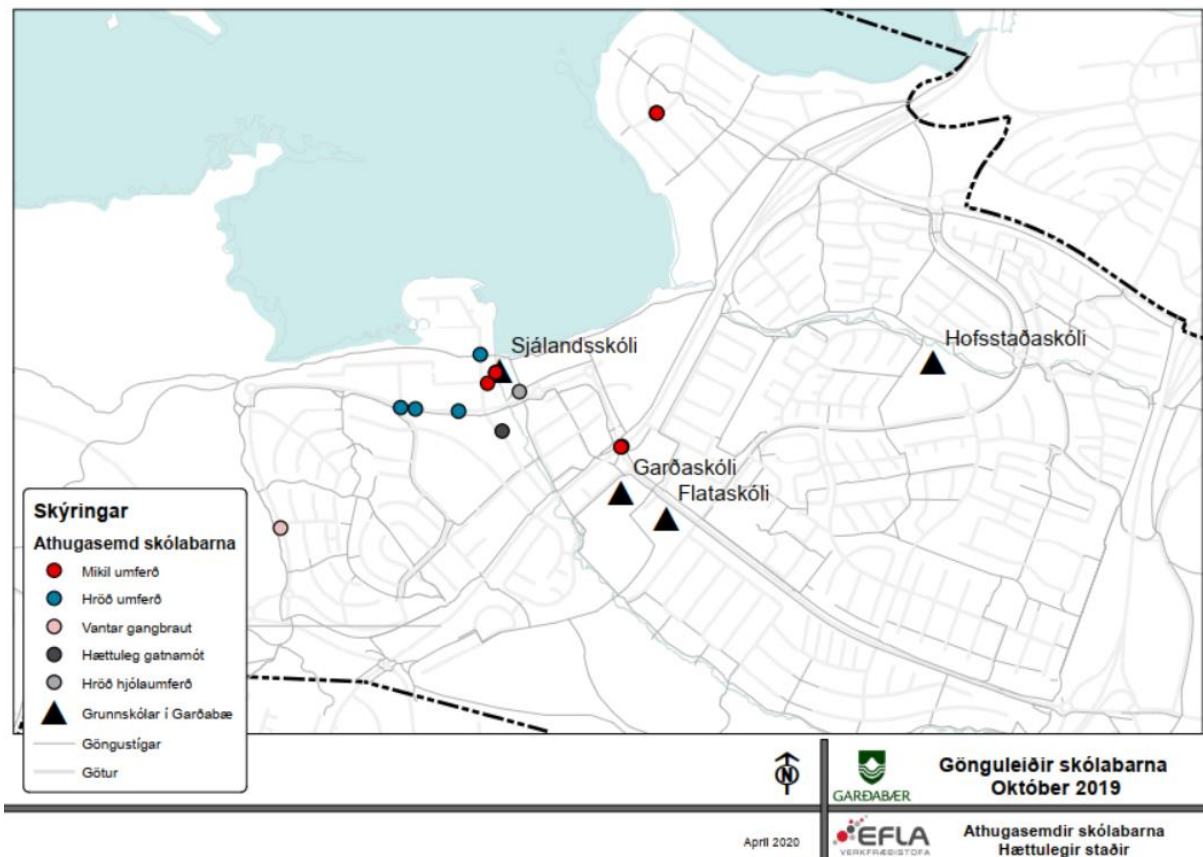 Sjálandsskóli
Hofsstaðaskóli
Garðaskóli
Flataskóli
Skýringar
Athugasemd skólabarna
Mikil umferð
Hröð umferð
Vantar gangbraut
Hættuleg gatnamót
Hröð hjólaumferð
Grunnskólar í Garðabæ
Göngustígar
Götur
N
GARÐABÆR
Gönguleiðir skólabarna
Október 2019
Apríl 2020
EFLA
VERKFRÆÐISTOFA
Athugasemdir skólabarna
Hættulegir staðir